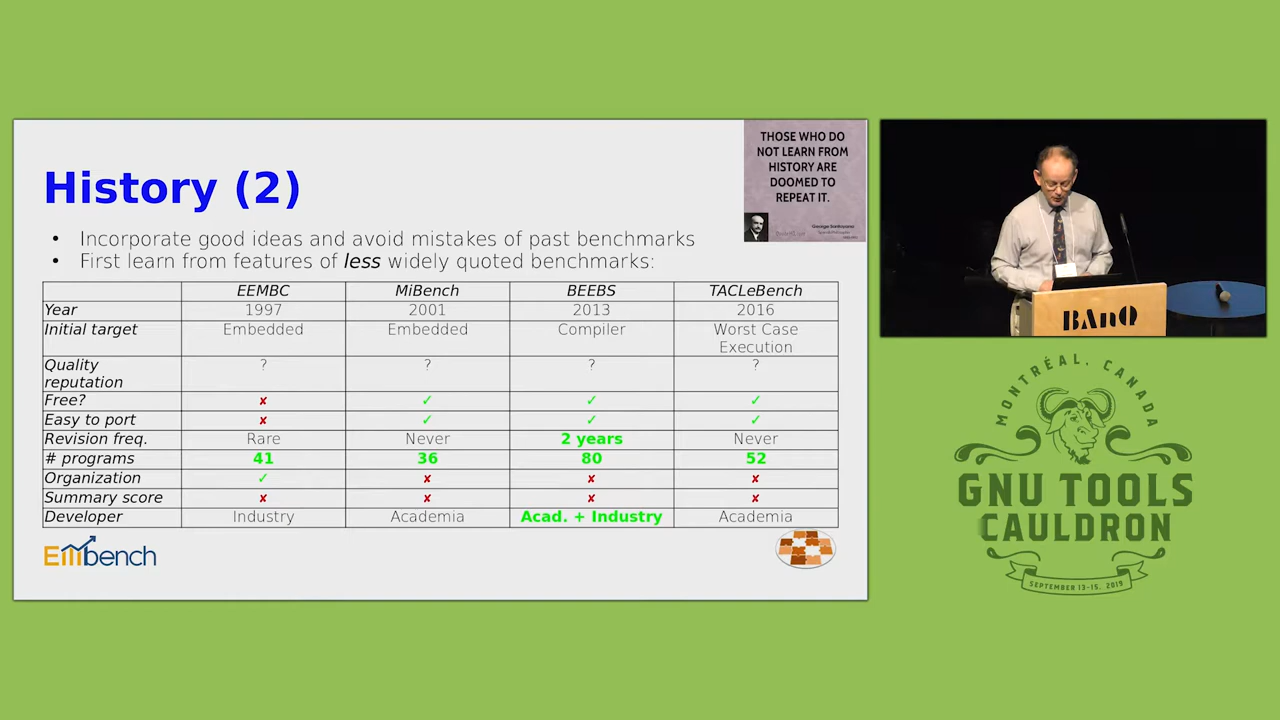 THOSE WHO DO
NOT LEARN FROM
HISTORY ARE
DOOMED TO
REPEAT IT.
George Santayana
History (2)
• Incorporate good ideas and avoid mistakes of past benchmarks
• First learn from features of less widely quoted benchmarks:
EEMBC MiBench BEEBS TACLeBench
Year 1997 2001 2013 2016
Initial target Embedded Embedded Compiler Worst Case
Execution
Quality ? ? ? ?
reputation
Free? ✘ ✓ ✓ ✓
Easy to port ✘ ✓ ✓ ✓
Revision freq. Rare Never 2 years Never
# programs 41 36 80 52
Organization ✓ ✘ ✘ ✘
Summary score ✘ ✘ ✘ ✘
Developer Industry Academia Acad. + Industry Academia
Embench
BAnQ
MONTRÉAL, CANADA
GNU TOOLS
CAULDRON
SEPTEMBER 13-15, 2019